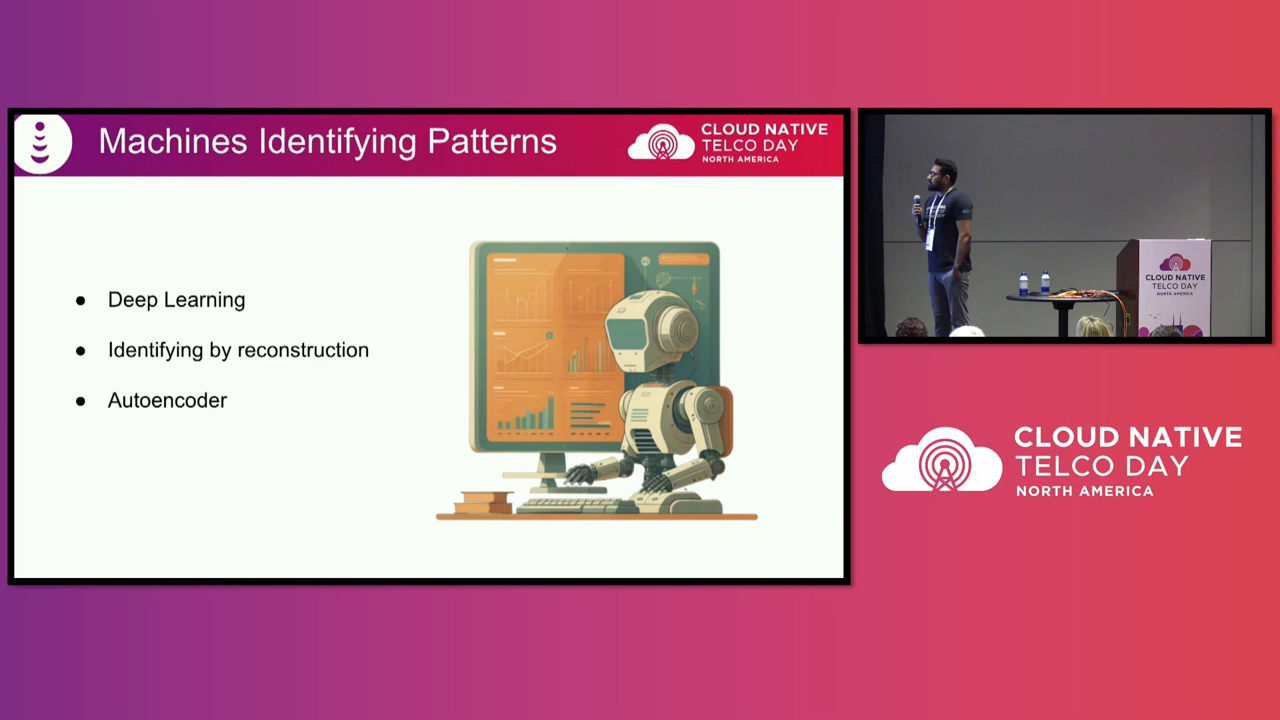 Machines Identifying Patterns
CLOUD NATIVE
TELCO DAY
NORTH AMERICA
● Deep Learning
● Identifying by reconstruction
● Autoencoder
CLOUD NATIVE
TELCO DAY
NORTH AMERICA
CLOUD NATIVE
TELCO DAY
NORTH AMERICA